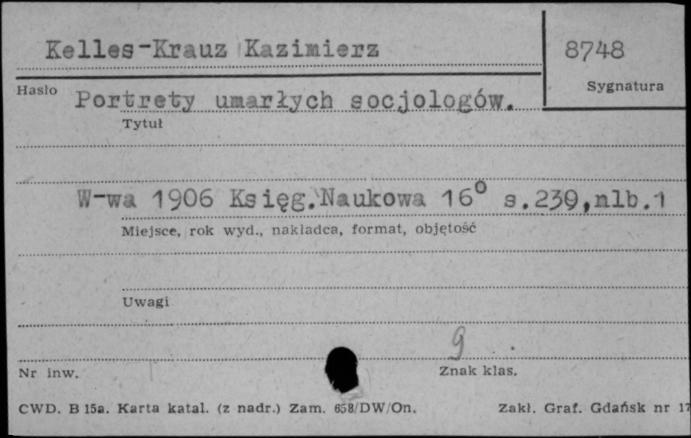 Kelles-Krauz Kazimierz
8748
Hasło
Sygnatura
Portrety umarłych socjologów.
Tytuł
W-wa 1906 Księg.Naukowa 16° s.239,nlb.1
Miejsce, rok wyd., nakładca, format, objętość
Uwagi
9
Nr inw.
Znak klas.
CWD. B 15a. Karta katal. (z nadr.) Zam. 658/DW/On.
Zakł. Graf. Gdańsk nr 17